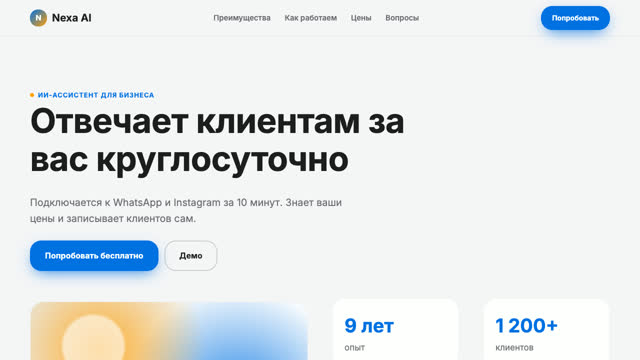 N Nexa AI
Преимущества Как работаем Цены Вопросы
Попробовать
ИИ-АССИСТЕНТ ДЛЯ БИЗНЕСА
Отвечает клиентам за
вас круглосуточно
Подключается к WhatsApp и Instagram за 10 минут. Знает ваши
цены и записывает клиентов сам.
Попробовать бесплатно
Демо
9 лет
опыт
1 200+
клиентов